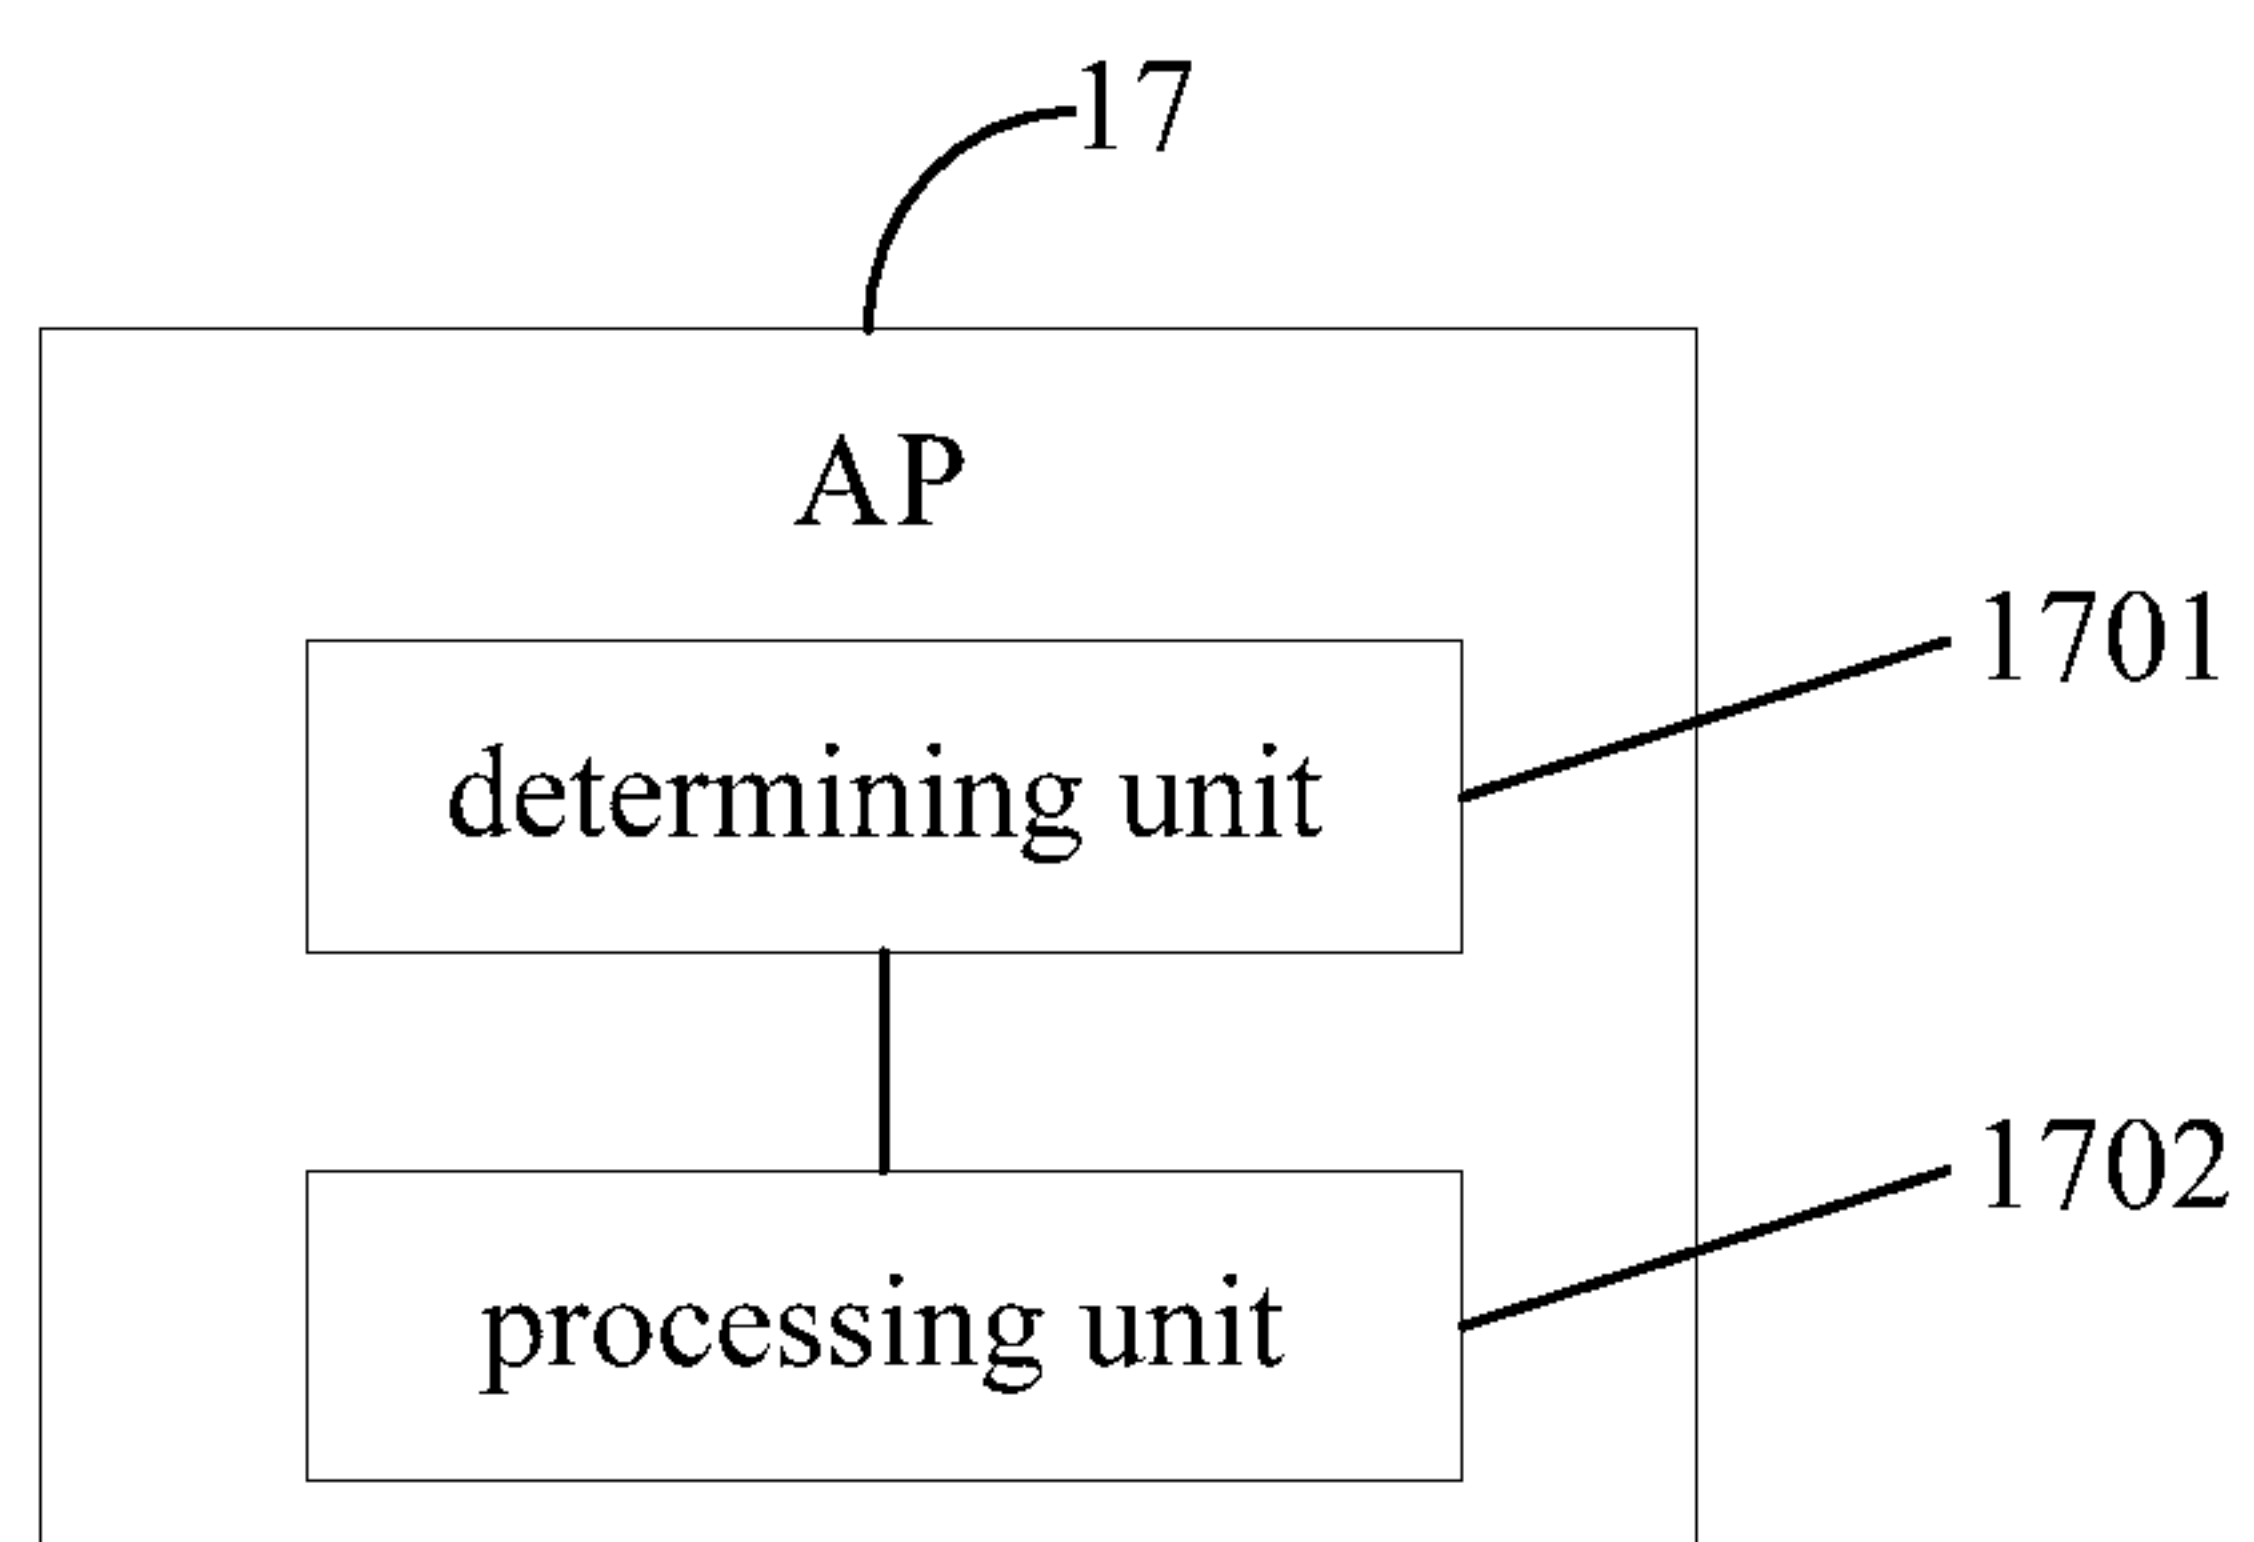 17
AP
1701
determining unit
1702
processing unit